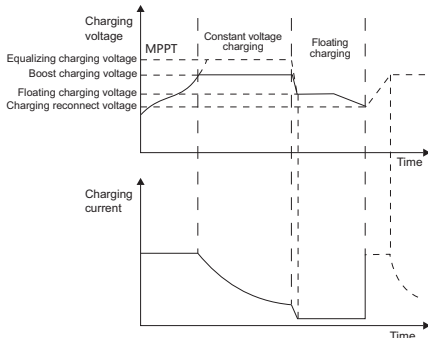 Charging
voltage
MPPT
Constant voltage
charging
Floating
charging
Equalizing charging voltage
Boost charging voltage
Floating charging voltage
Charging reconnect voltage
Time
Charging
current
Time